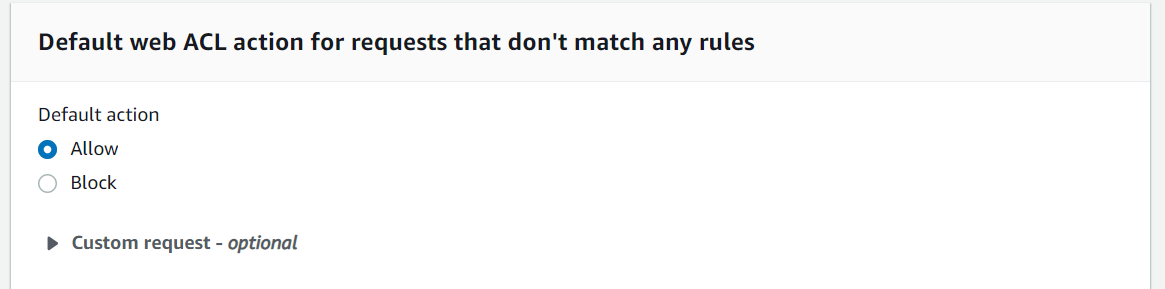 Default web ACL action for requests that don't match any rules
Default action
Allow
Block
Custom request - optional